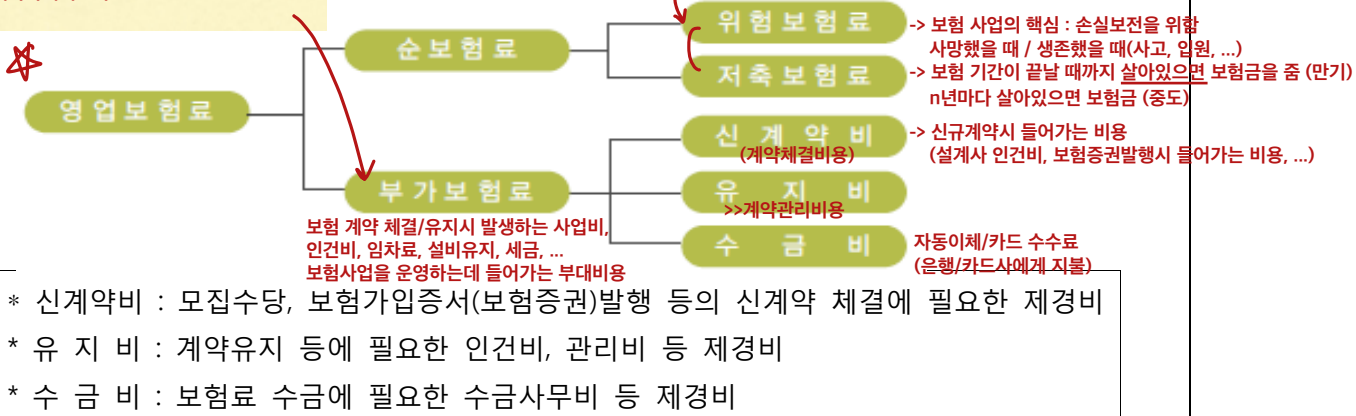 위험보험료
-> 보험 사업의 핵심 : 손실보전을 위함
사망했을 때 / 생존했을 때(사고, 입원, ...)
순보험료
저축보험료
-> 보험 기간이 끝날 때까지 살아있으면 보험금을 줌 (만기)
n년마다 살아있으면 보험금 (중도)
영업보험료
신 계 약 비
(계약체결비용)
-> 신규계약시 들어가는 비용
(설계사 인건비, 보험증권발행시 들어가는 비용, ...)
부가보험료
유 지 비
>>계약관리비용
보험 계약 체결/유지시 발생하는 사업비,
인건비, 임차료, 설비유지, 세금, ...
보험사업을 운영하는데 들어가는 부대비용
수 금 비
자동이체/카드 수수료
(은행/카드사에게 지불)
* 신계약비 : 모집수당, 보험가입증서(보험증권)발행 등의 신계약 체결에 필요한 제경비
* 유 지 비 : 계약유지 등에 필요한 인건비, 관리비 등 제경비
* 수 금 비 : 보험료 수금에 필요한 수금사무비 등 제경비